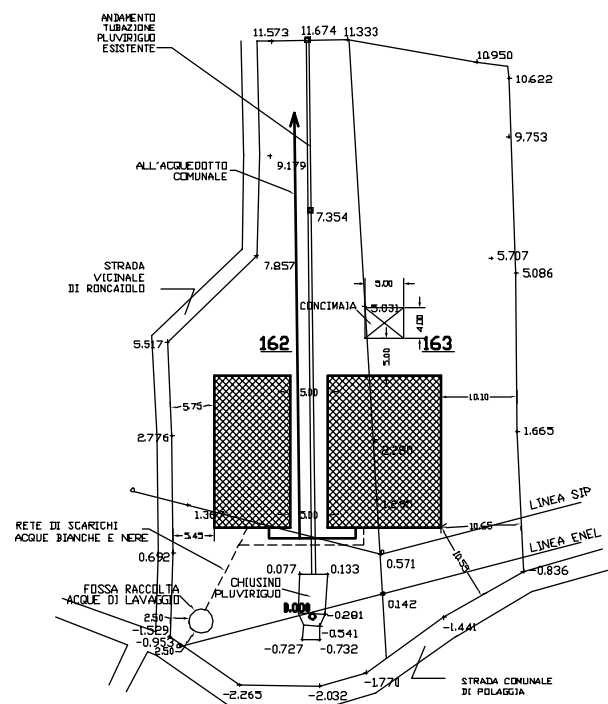 ANDAMENTO
TUBAZIONE
PLUVIRIGUO
ESISTENTE
11.573
11.674
11.333
10.950
10.622
9.753
9.179
ALL'ACQUEDOTTO
COMUNALE
7.354
7.857
5.707
5.086
STRADA
VICINALE
DI RONCAIOLO
5.00
CONCIMAIA
5.031
4.00
5.517
162
163
5.00
5.75
5.00
10.10
2.776
1.665
2.280
5.00
LINEA SIP
RETE DI SCARICHI
ACQUE BIANCHE E NERE
5.45
10.65
LINEA ENEL
0.692
10.59
0.571
-0.836
0.077
0.133
FOSSA RACCOLTA
ACQUE DI LAVAGGIO
CHIUSINO
PLUVIRIGUO
0.142
2.50
0.000
-0.281
-1.441
-1.529
-0.541
-0.953
2.50
-0.727
-0.732
-1.770
STRADA COMUNALE
DI POLAGGIA
-2.265
-2.032